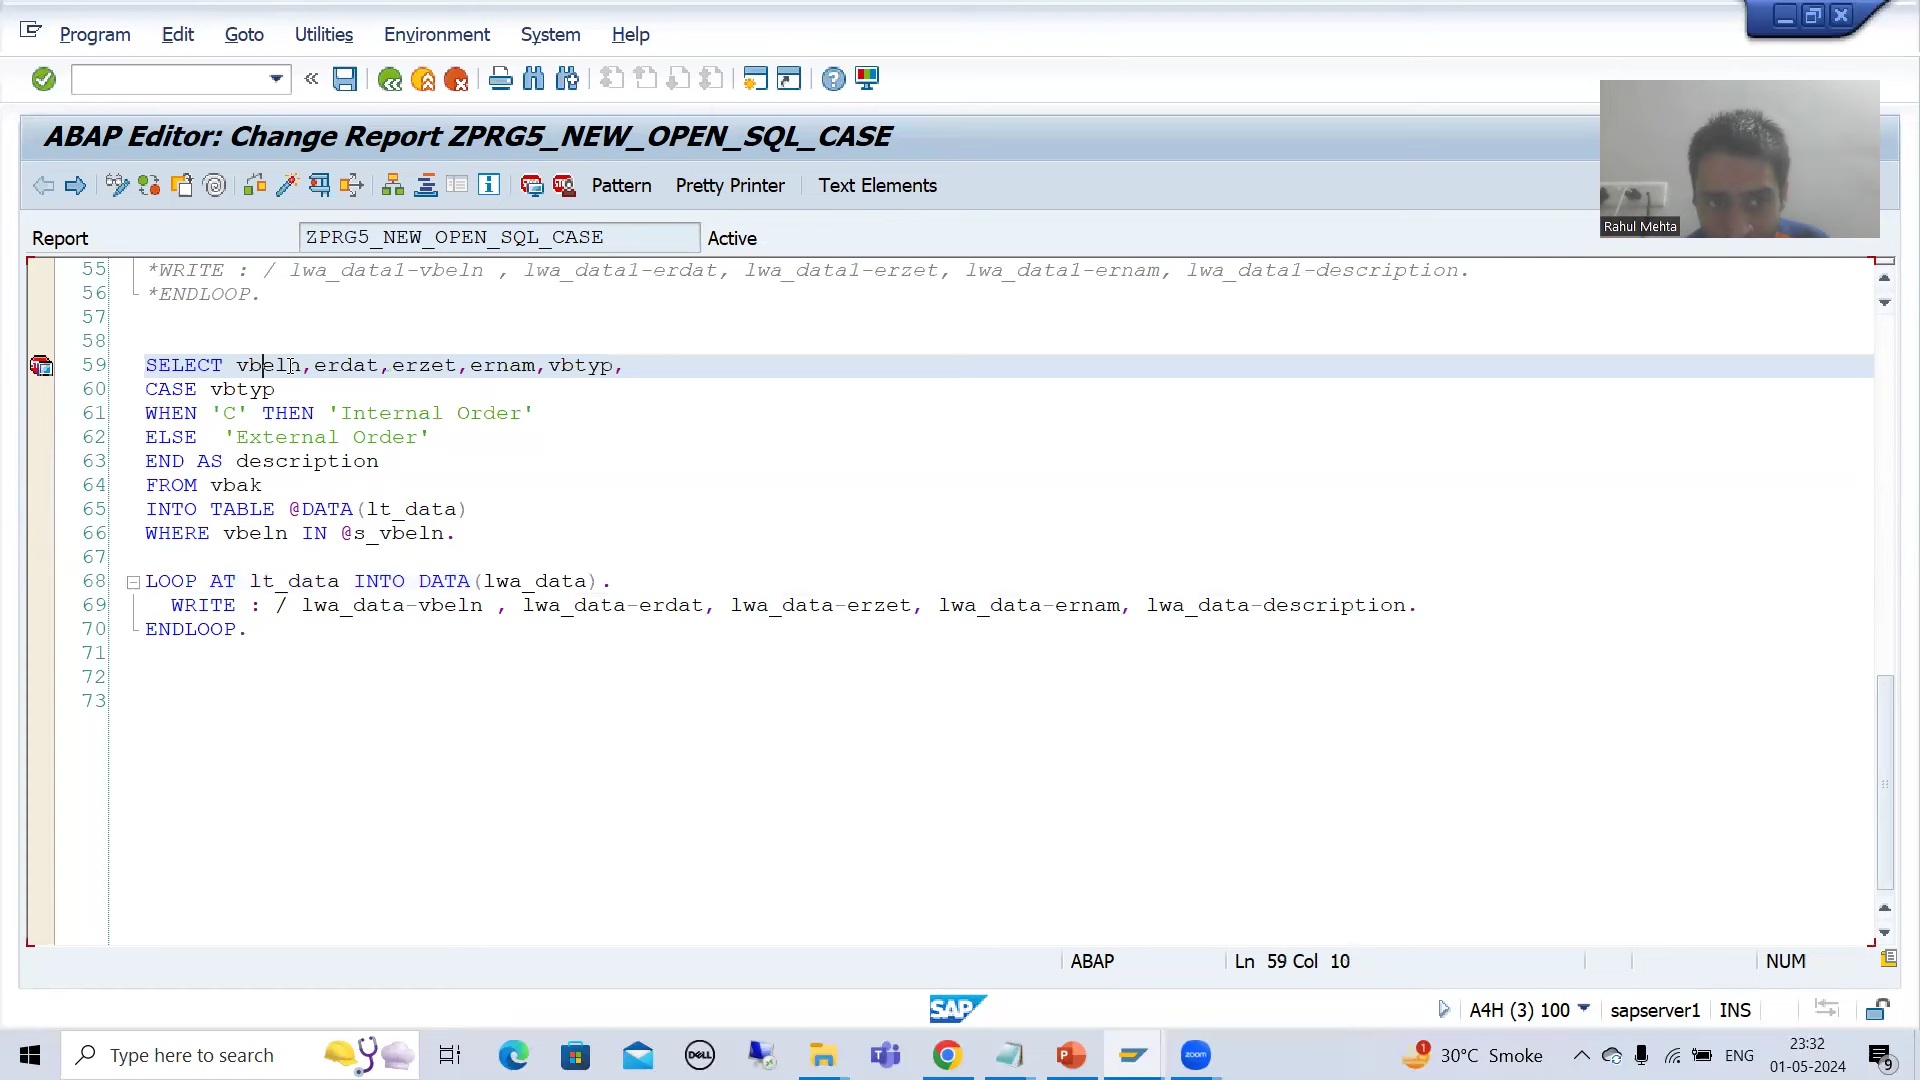 Program Edit Goto Utilities Environment System Help
ABAP Editor: Change Report ZPRG5_NEW_OPEN_SQL_CASE
Pattern Pretty Printer Text Elements
Rahul Mehta
Report ZPRG5_NEW_OPEN_SQL_CASE Active
55 *WRITE : / lwa_data1-vbeln , lwa_data1-erdat, lwa_data1-erzet, lwa_data1-ernam, lwa_data1-description.
56 *ENDLOOP.
57
58
59 SELECT vbeln,erdat,erzet,ernam,vbtyp,
60 CASE vbtyp
61 WHEN 'C' THEN 'Internal Order'
62 ELSE 'External Order'
63 END AS description
64 FROM vbak
65 INTO TABLE @DATA(lt_data)
66 WHERE vbeln IN @s_vbeln.
67
68 LOOP AT lt_data INTO DATA(lwa_data).
69 WRITE : / lwa_data-vbeln , lwa_data-erdat, lwa_data-erzet, lwa_data-ernam, lwa_data-description.
70 ENDLOOP.
71
72
73
ABAP Ln 59 Col 10 NUM
SAP
A4H (3) 100 sapserver1 INS
Type here to search
DELL
zoom
30°C Smoke
ENG
23:32
01-05-2024
9